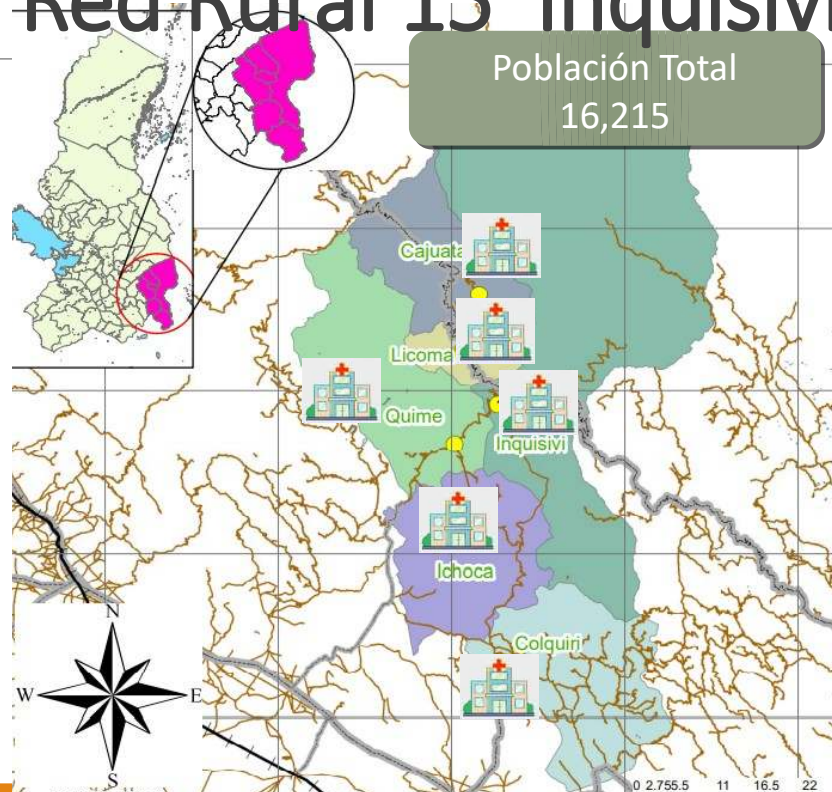 Red Rural 13 Inquisivi
Población Total
16,215
Cajuata
Licoma
Quime
Inquisivi
Ichoca
Colquiri
N
W
E
S
0 2.755.5 11 16.5 22